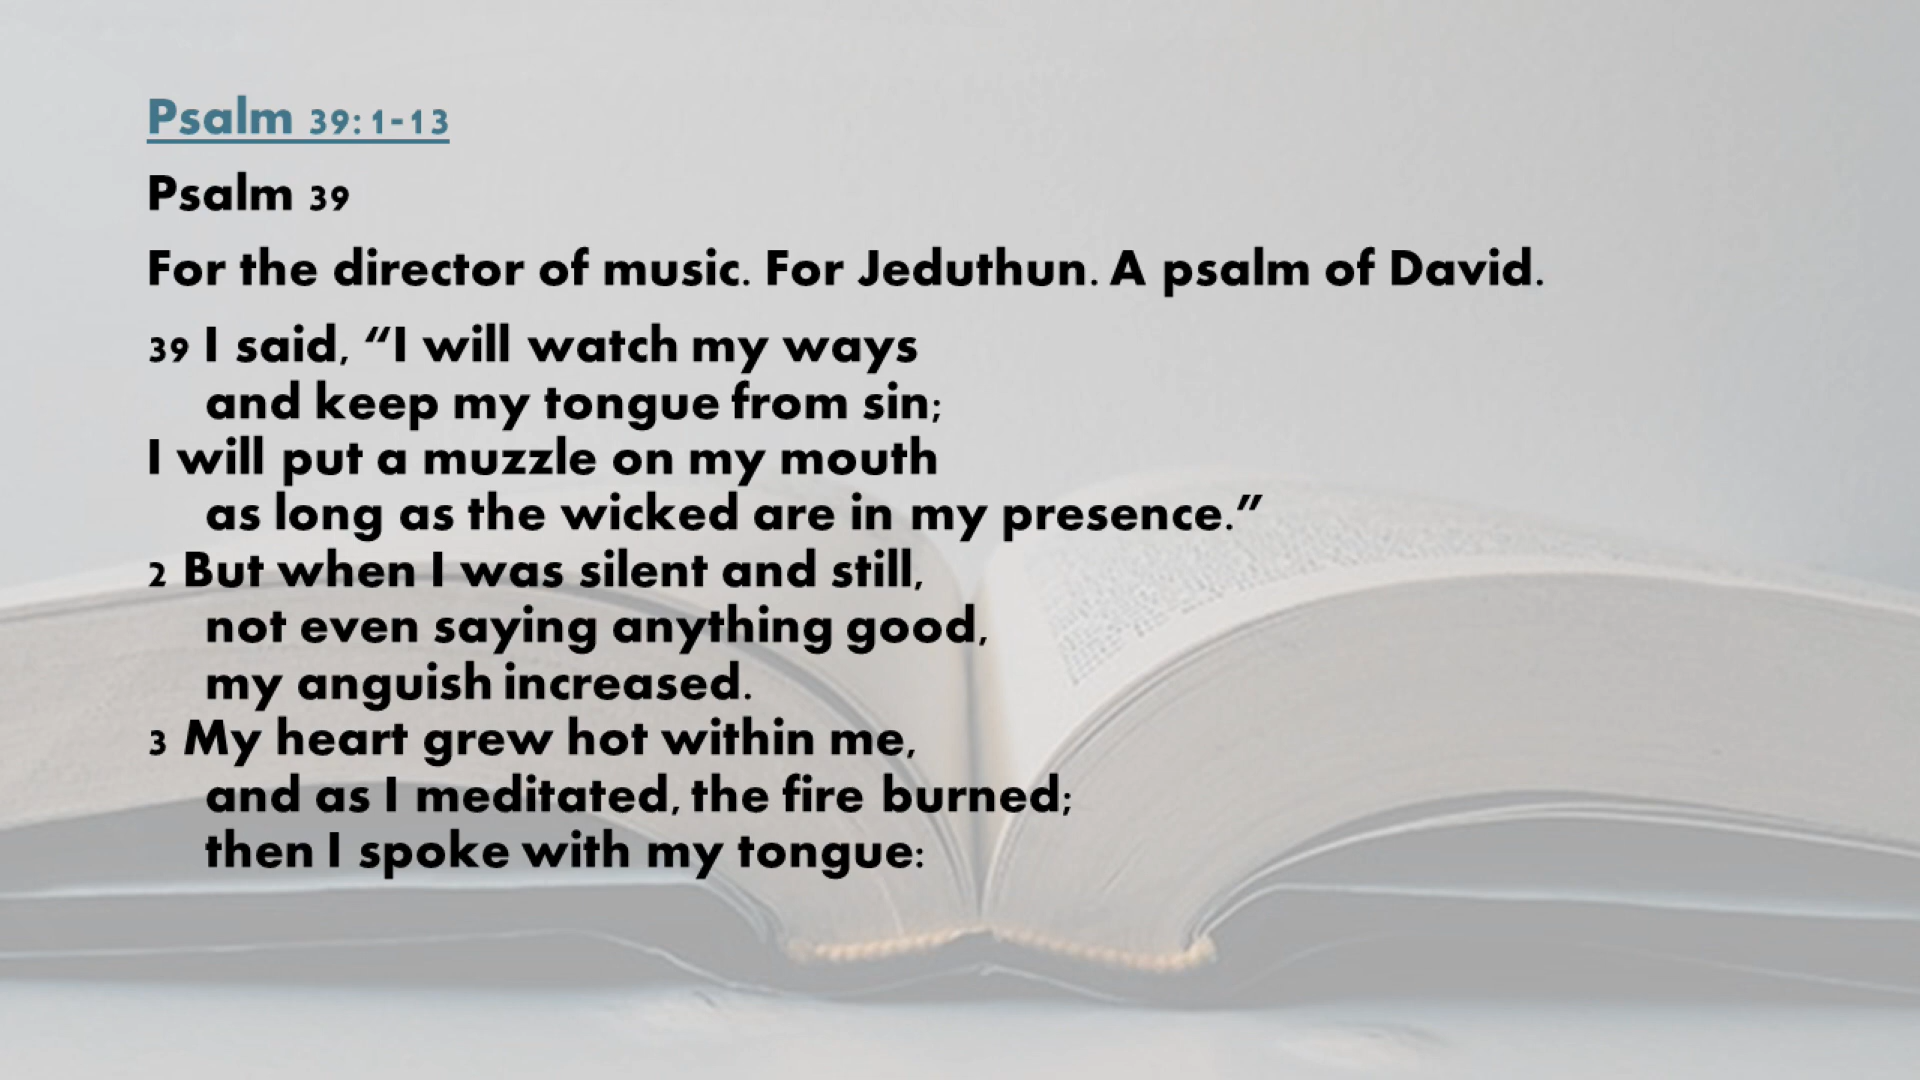 Psalm 39:1-13
Psalm 39
For the director of music. For Jeduthun. A psalm of David.
39 I said, “I will watch my ways
and keep my tongue from sin;
I will put a muzzle on my mouth
as long as the wicked are in my presence.”
2 But when I was silent and still,
not even saying anything good,
my anguish increased.
3 My heart grew hot within me,
and as I meditated, the fire burned;
then I spoke with my tongue: